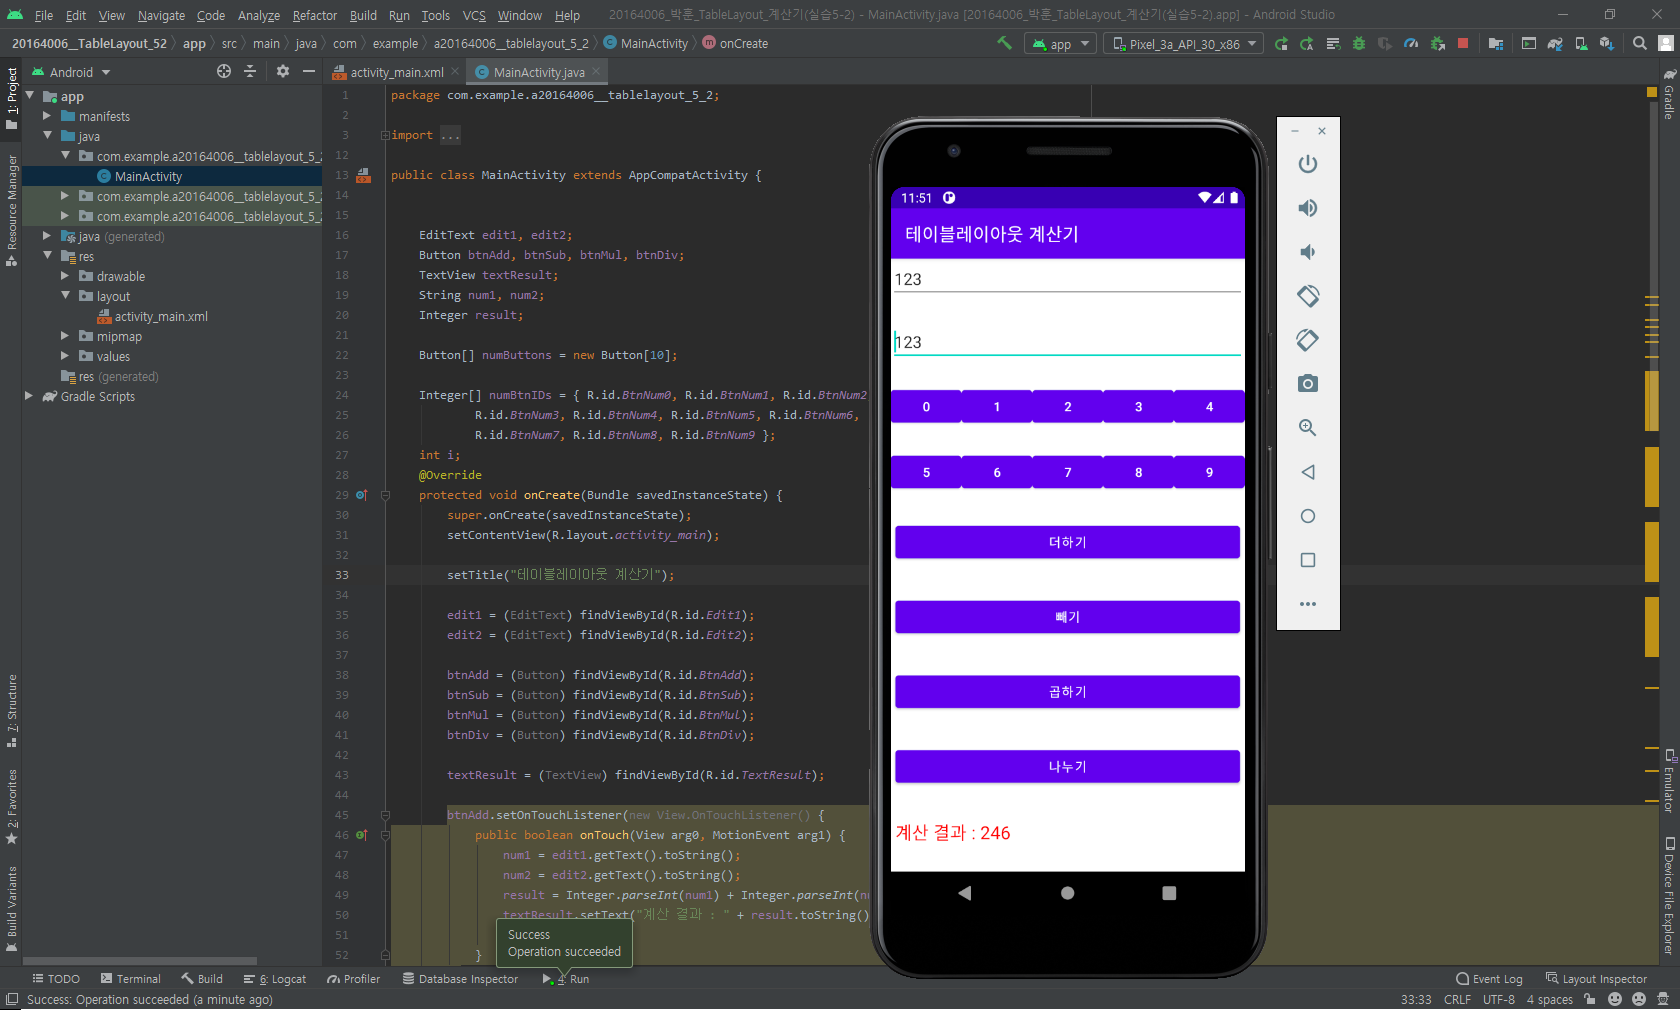 File Edit View Navigate Code Analyze Refactor Build Run Tools VCS Window Help 20164006_박훈_TableLayout_계산기(실습5-2) - MainActivity.java [20164006_박훈_TableLayout_계산기(실습5-2).app] - Android Studio
20164006__TableLayout_52 app src main java com example a20164006__tablelayout_5_2 MainActivity onCreate app Pixel_3a_API_30_x86
Android activity_main.xml MainActivity.java
1: Project
Resource Manager
7: Structure
2: Favorites
Build Variants
app
manifests
java
com.example.a20164006__tablelayout_5_2
MainActivity
com.example.a20164006__tablelayout_5_2
com.example.a20164006__tablelayout_5_2
java (generated)
res
drawable
layout
activity_main.xml
mipmap
values
res (generated)
Gradle Scripts
1 package com.example.a20164006__tablelayout_5_2;
2
3 import ...
12
13 public class MainActivity extends AppCompatActivity {
14
15
16 EditText edit1, edit2;
17 Button btnAdd, btnSub, btnMul, btnDiv;
18 TextView textResult;
19 String num1, num2;
20 Integer result;
21
22 Button[] numButtons = new Button[10];
23
24 Integer[] numBtnIDs = { R.id.BtnNum0, R.id.BtnNum1, R.id.BtnNum2
25 R.id.BtnNum3, R.id.BtnNum4, R.id.BtnNum5, R.id.BtnNum6,
26 R.id.BtnNum7, R.id.BtnNum8, R.id.BtnNum9 };
27 int i;
28 @Override
29 protected void onCreate(Bundle savedInstanceState) {
30 super.onCreate(savedInstanceState);
31 setContentView(R.layout.activity_main);
32
33 setTitle("테이블레이아웃 계산기");
34
35 edit1 = (EditText) findViewById(R.id.Edit1);
36 edit2 = (EditText) findViewById(R.id.Edit2);
37
38 btnAdd = (Button) findViewById(R.id.BtnAdd);
39 btnSub = (Button) findViewById(R.id.BtnSub);
40 btnMul = (Button) findViewById(R.id.BtnMul);
41 btnDiv = (Button) findViewById(R.id.BtnDiv);
42
43 textResult = (TextView) findViewById(R.id.TextResult);
44
45 btnAdd.setOnTouchListener(new View.OnTouchListener() {
46 public boolean onTouch(View arg0, MotionEvent arg1) {
47 num1 = edit1.getText().toString();
48 num2 = edit2.getText().toString();
49 result = Integer.parseInt(num1) + Integer.parseInt(nu
50 textResult.setText("계산 결과 : " + result.toString()
51
52 }
Success
Operation succeeded
11:51
테이블레이아웃 계산기
123
123
0 1 2 3 4
5 6 7 8 9
더하기
빼기
곱하기
나누기
계산 결과 : 246
Gradle
Emulator
Device File Explorer
TODO Terminal Build 6: Logcat Profiler Database Inspector 4: Run Event Log Layout Inspector
Success: Operation succeeded (a minute ago) 33:33 CRLF UTF-8 4 spaces